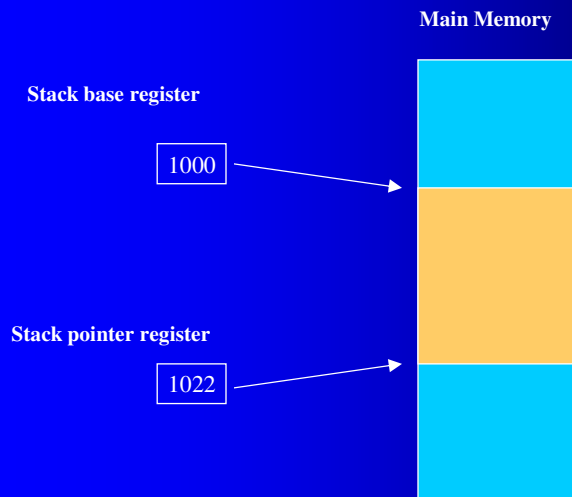 Main Memory
Stack base register
1000
Stack pointer register
1022